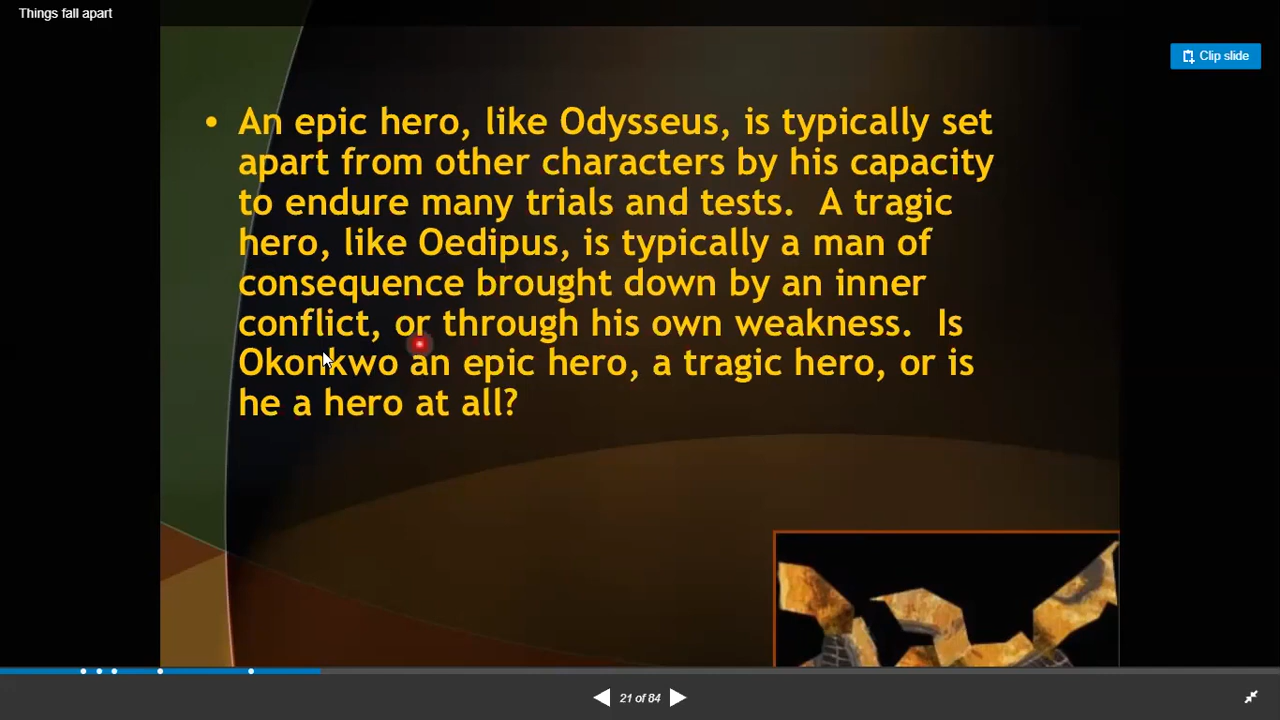 Things fall apart
Clip slide
• An epic hero, like Odysseus, is typically set
apart from other characters by his capacity
to endure many trials and tests. A tragic
hero, like Oedipus, is typically a man of
consequence brought down by an inner
conflict, or through his own weakness. Is
Okonkwo an epic hero, a tragic hero, or is
he a hero at all?
21 of 84